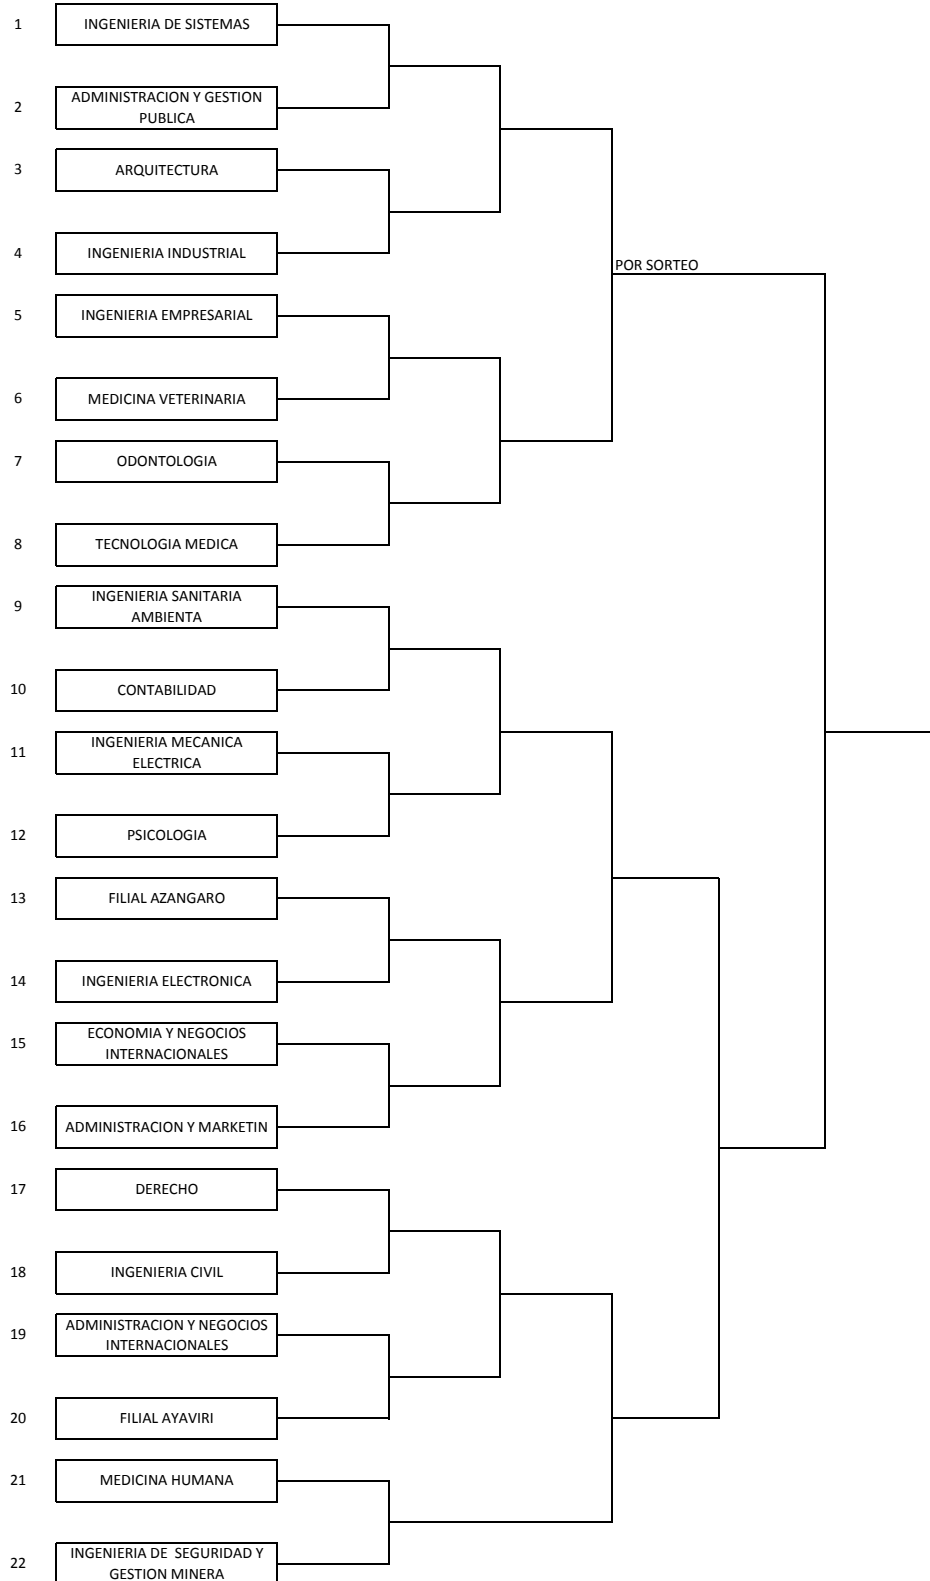 1 INGENIERIA DE SISTEMAS
2 ADMINISTRACION Y GESTION
PUBLICA
3 ARQUITECTURA
4 INGENIERIA INDUSTRIAL
POR SORTEO
5 INGENIERIA EMPRESARIAL
6 MEDICINA VETERINARIA
7 ODONTOLOGIA
8 TECNOLOGIA MEDICA
9 INGENIERIA SANITARIA
AMBIENTA
10 CONTABILIDAD
11 INGENIERIA MECANICA
ELECTRICA
12 PSICOLOGIA
13 FILIAL AZANGARO
14 INGENIERIA ELECTRONICA
15 ECONOMIA Y NEGOCIOS
INTERNACIONALES
16 ADMINISTRACION Y MARKETIN
17 DERECHO
18 INGENIERIA CIVIL
19 ADMINISTRACION Y NEGOCIOS
INTERNACIONALES
20 FILIAL AYAVIRI
21 MEDICINA HUMANA
22 INGENIERIA DE SEGURIDAD Y
GESTION MINERA